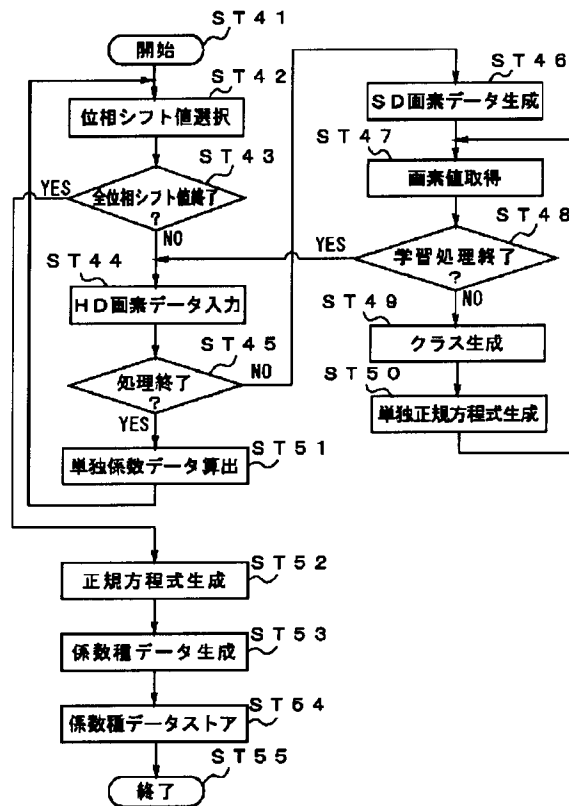 ST41
開始
ST42
位相シフト値選択
ST43
全位相シフト値終了
?
YES
NO
ST44
HD画素データ入力
ST45
処理終了
?
NO
YES
ST51
単独係数データ算出
ST46
SD画素データ生成
ST47
画素値取得
ST48
学習処理終了
?
YES
NO
ST49
クラス生成
ST50
単独正規方程式生成
ST52
正規方程式生成
ST53
係数種データ生成
ST54
係数種データストア
ST55
終了